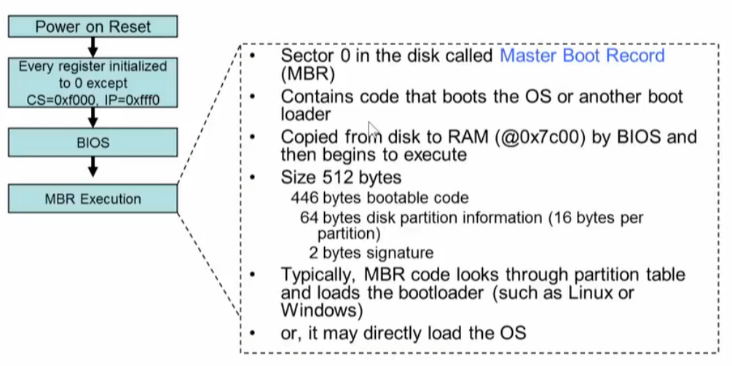 Power on Reset
Every register initialized
to 0 except
CS=0xf000, IP=0xfff0
BIOS
MBR Execution
• Sector 0 in the disk called Master Boot Record
(MBR)
• Contains code that boots the OS or another boot
loader
• Copied from disk to RAM (@0x7c00) by BIOS and
then begins to execute
• Size 512 bytes
446 bytes bootable code
64 bytes disk partition information (16 bytes per
partition)
2 bytes signature
• Typically, MBR code looks through partition table
and loads the bootloader (such as Linux or
Windows)
• or, it may directly load the OS